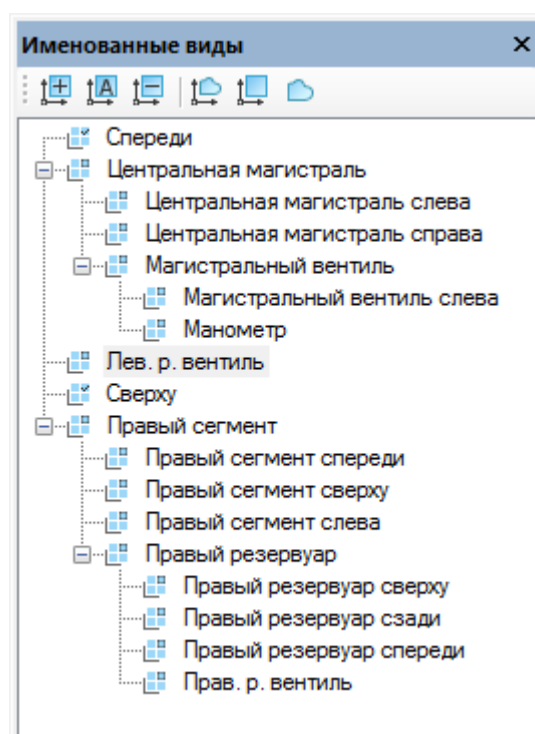 Именованные виды
Спереди
Центральная магистраль
Центральная магистраль слева
Центральная магистраль справа
Магистральный вентиль
Магистральный вентиль слева
Манометр
Лев. р. вентиль
Сверху
Правый сегмент
Правый сегмент спереди
Правый сегмент сверху
Правый сегмент слева
Правый резервуар
Правый резервуар сверху
Правый резервуар сзади
Правый резервуар спереди
Прав. р. вентиль